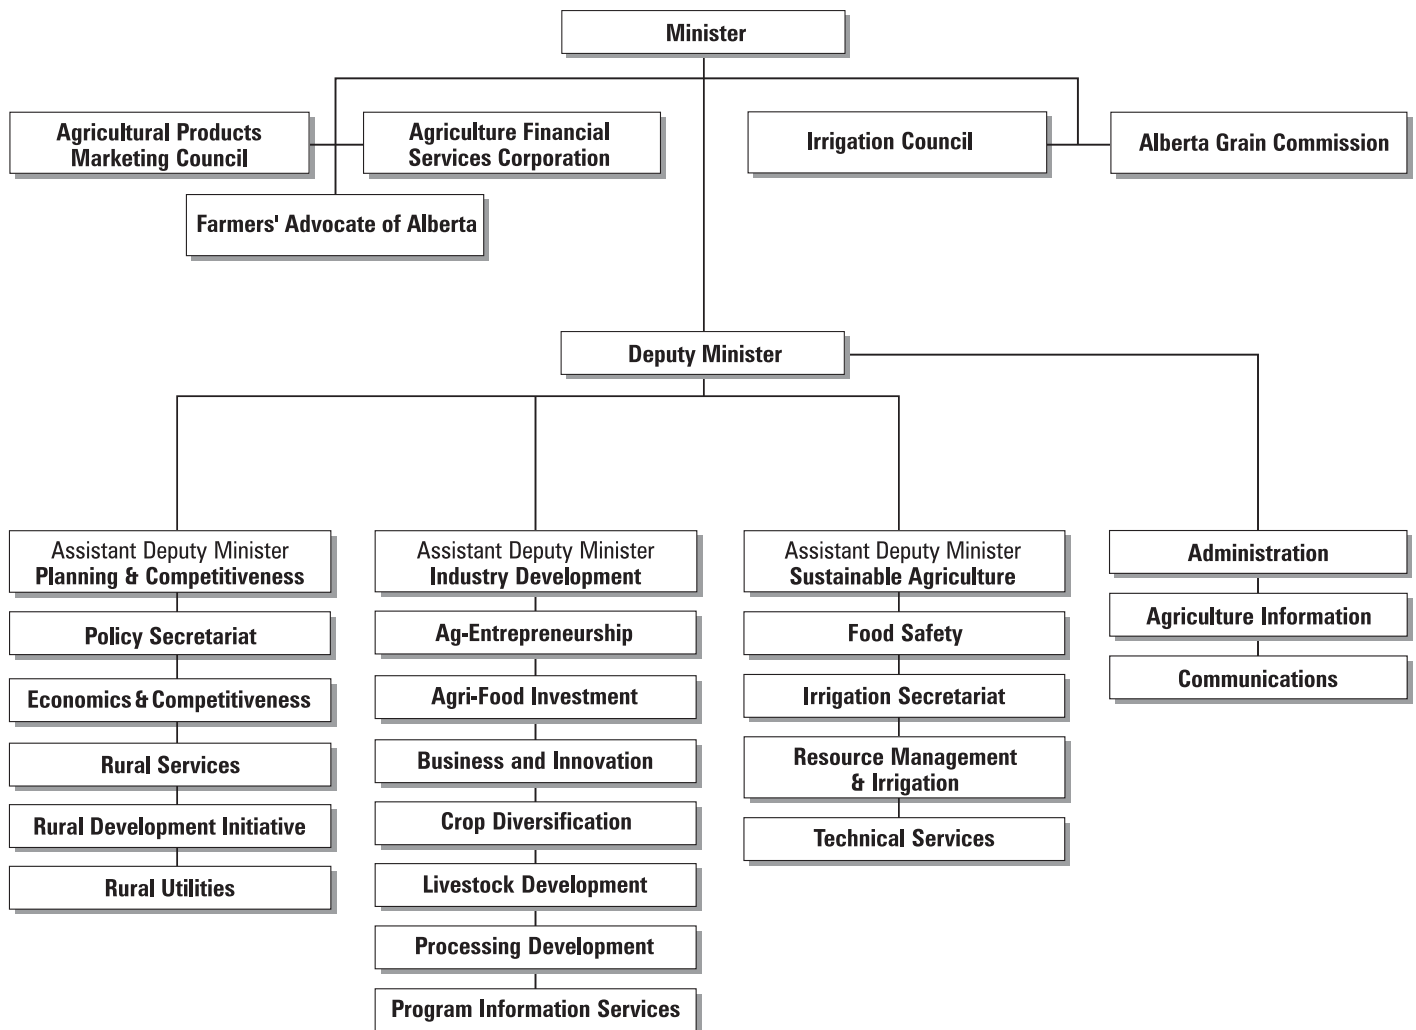 Minister
Agricultural Products
Marketing Council
Agriculture Financial
Services Corporation
Irrigation Council
Alberta Grain Commission
Farmers' Advocate of Alberta
Deputy Minister
Assistant Deputy Minister
Planning & Competitiveness
Policy Secretariat
Economics & Competitiveness
Rural Services
Rural Development Initiative
Rural Utilities
Assistant Deputy Minister
Industry Development
Ag-Entrepreneurship
Agri-Food Investment
Business and Innovation
Crop Diversification
Livestock Development
Processing Development
Program Information Services
Assistant Deputy Minister
Sustainable Agriculture
Food Safety
Irrigation Secretariat
Resource Management
& Irrigation
Technical Services
Administration
Agriculture Information
Communications